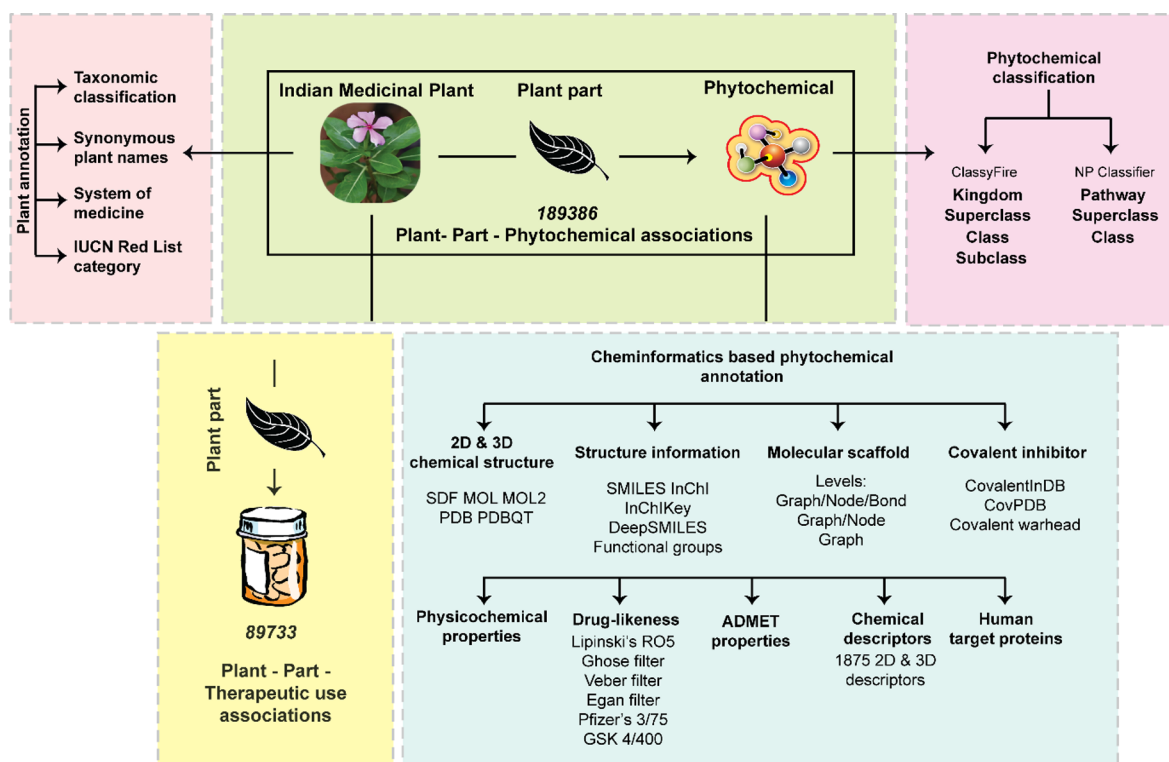 Plant annotation
Taxonomic
classification
Synonymous
plant names
System of
medicine
IUCN Red List
category
Indian Medicinal Plant
Plant part
Phytochemical
189386
Plant- Part - Phytochemical associations
Phytochemical
classification
ClassyFire
Kingdom
Superclass
Class
Subclass
NP Classifier
Pathway
Superclass
Class
Plant part
89733
Plant - Part -
Therapeutic use
associations
Cheminformatics based phytochemical
annotation
2D & 3D
chemical structure
SDF MOL MOL2
PDB PDBQT
Structure information
SMILES InChI
InChIKey
DeepSMILES
Functional groups
Molecular scaffold
Levels:
Graph/Node/Bond
Graph/Node
Graph
Covalent inhibitor
CovalentInDB
CovPDB
Covalent warhead
Physicochemical
properties
Drug-likeness
Lipinski's RO5
Ghose filter
Veber filter
Egan filter
Pfizer's 3/75
GSK 4/400
ADMET
properties
Chemical
descriptors
1875 2D & 3D
descriptors
Human
target proteins